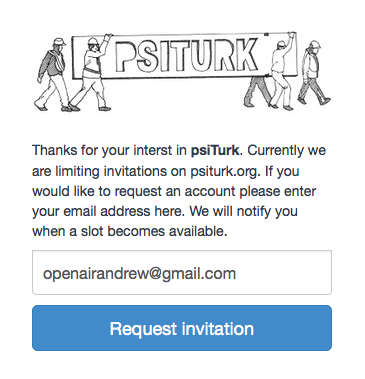 PSITURK
Thanks for your interst in psiTurk. Currently we
are limiting invitations on psiturk.org. If you
would like to request an account please enter
your email address here. We will notify you
when a slot becomes available.
openairandrew@gmail.com
Request invitation